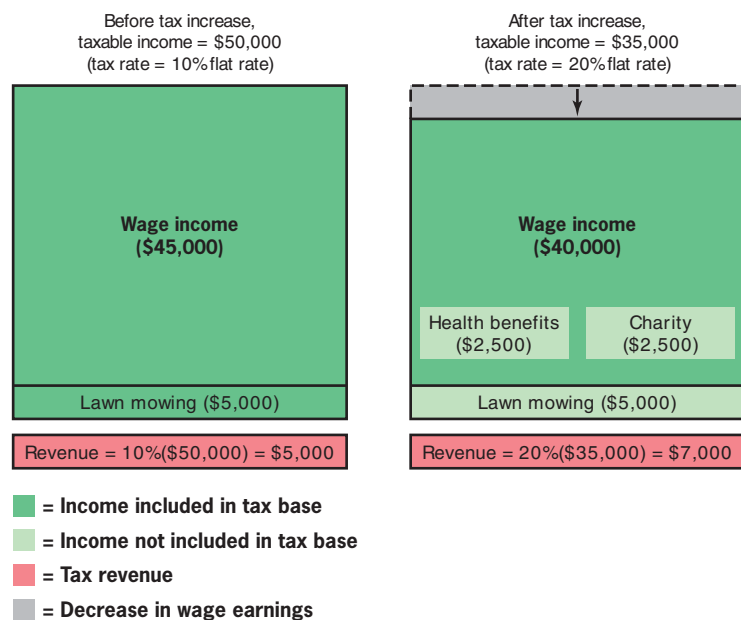 Before tax increase,
taxable income = $50,000
(tax rate = 10% flat rate)
Wage income
($45,000)
Lawn mowing ($5,000)
Revenue = 10%($50,000) = $5,000
After tax increase,
taxable income = $35,000
(tax rate = 20% flat rate)
Wage income
($40,000)
Health benefits
($2,500)
Charity
($2,500)
Lawn mowing ($5,000)
Revenue = 20%($35,000) = $7,000
= Income included in tax base
= Income not included in tax base
= Tax revenue
= Decrease in wage earnings